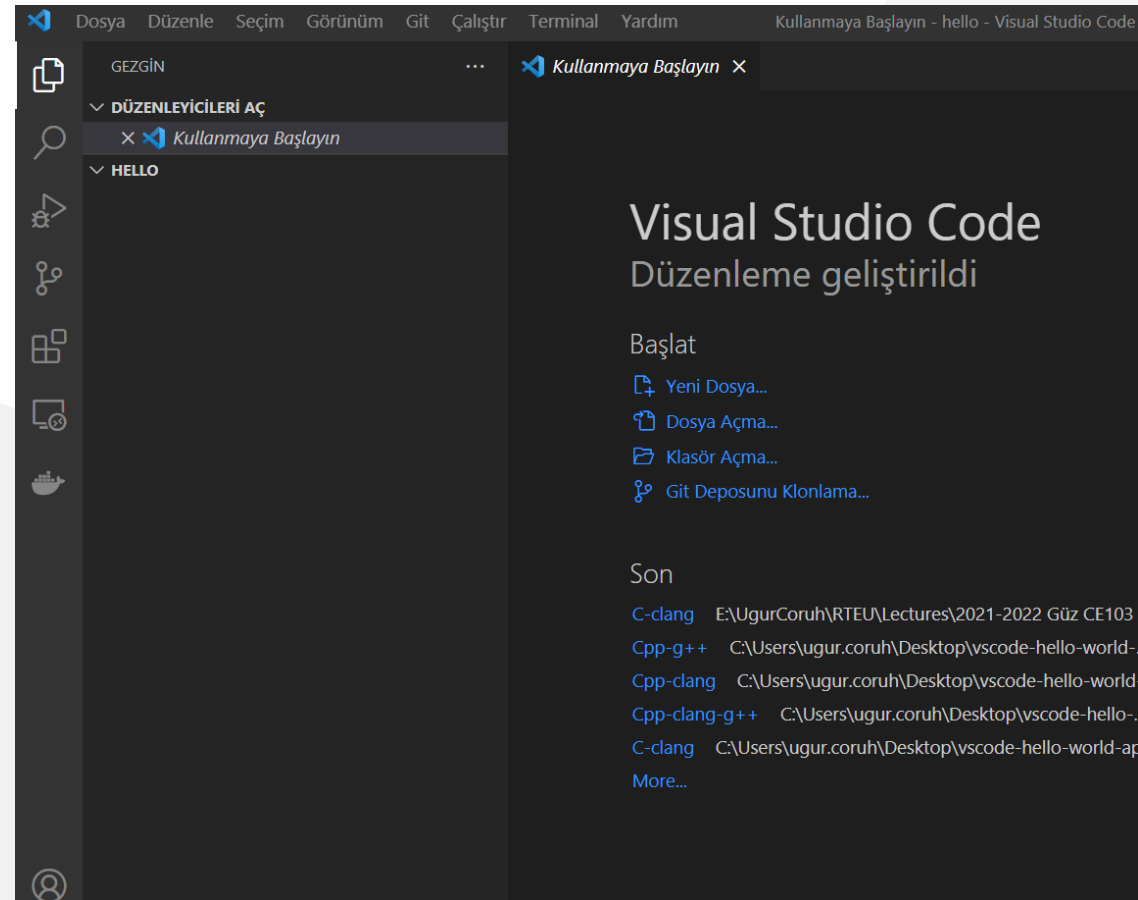 Dosya Düzenle Seçim Görünüm Git Çalıştır Terminal Yardım Kullanmaya Başlayın - hello - Visual Studio Code
GEZGİN ...
Kullanmaya Başlayın
DÜZENLEYİCİLERİ AÇ
Kullanmaya Başlayın
HELLO
Visual Studio Code
Düzenleme geliştirildi
Başlat
Yeni Dosya...
Dosya Açma...
Klasör Açma...
Git Deposunu Klonlama...
Son
C-clang E:\UgurCoruh\RTEU\Lectures\2021-2022 Güz CE103
Cpp-g++ C:\Users\ugur.coruh\Desktop\vscode-hello-world-..
Cpp-clang C:\Users\ugur.coruh\Desktop\vscode-hello-world-
Cpp-clang-g++ C:\Users\ugur.coruh\Desktop\vscode-hello-..
C-clang C:\Users\ugur.coruh\Desktop\vscode-hello-world-ap
More...